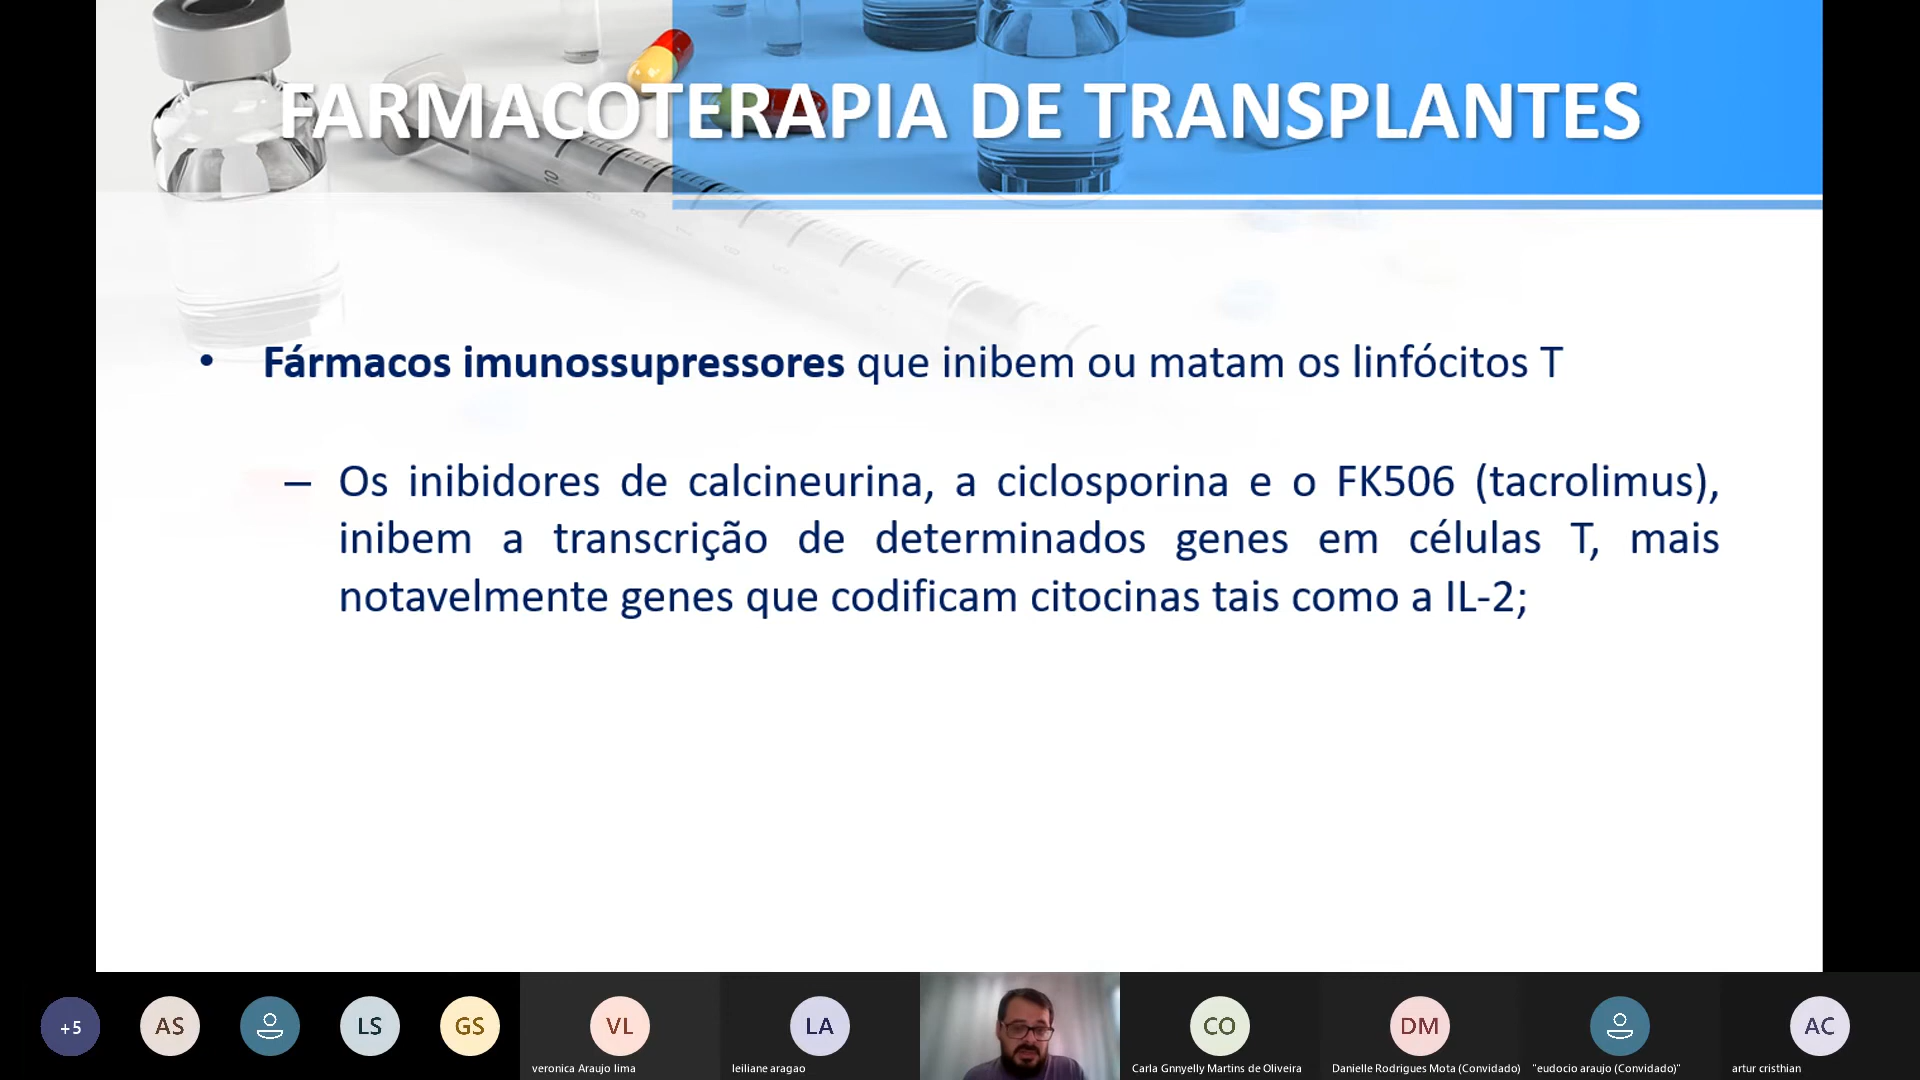 FARMACOTERAPIA DE TRANSPLANTES
• Fármacos imunossupressores que inibem ou matam os linfócitos T
– Os inibidores de calcineurina, a ciclosporina e o FK506 (tacrolimus),
inibem a transcrição de determinados genes em células T, mais
notavelmente genes que codificam citocinas tais como a IL-2;
+5 AS LS GS VL LA CO DM AC
veronica Araujo lima leiliane aragao Carla Gnnyelly Martins de Oliveira Danielle Rodrigues Mota (Convidado) "eudocio araujo (Convidado)" artur cristhian